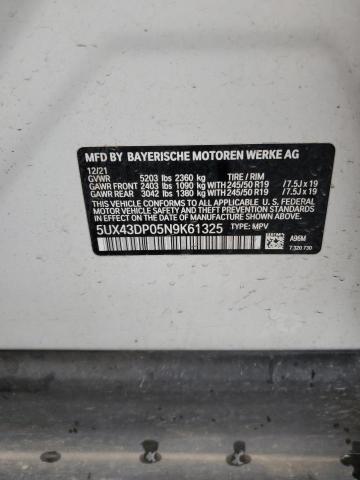 MFD BY BAYERISCHE MOTOREN WERKE AG
12/21
GVWR 5203 lbs 2360 kg TIRE / RIM
GAWR FRONT 2403 lbs 1090 kg WITH 245/50 R19 / 7.5J x 19
GAWR REAR 3042 lbs 1380 kg WITH 245/50 R19 / 7.5J x 19
THIS VEHICLE CONFORMS TO ALL APPLICABLE U.S. FEDERAL
MOTOR VEHICLE SAFETY STANDARDS IN EFFECT
ON THE DATE OF MANUFACTURE SHOWN ABOVE.
5UX43DP05N9K61325 TYPE: MPV
A96M
7 320 730